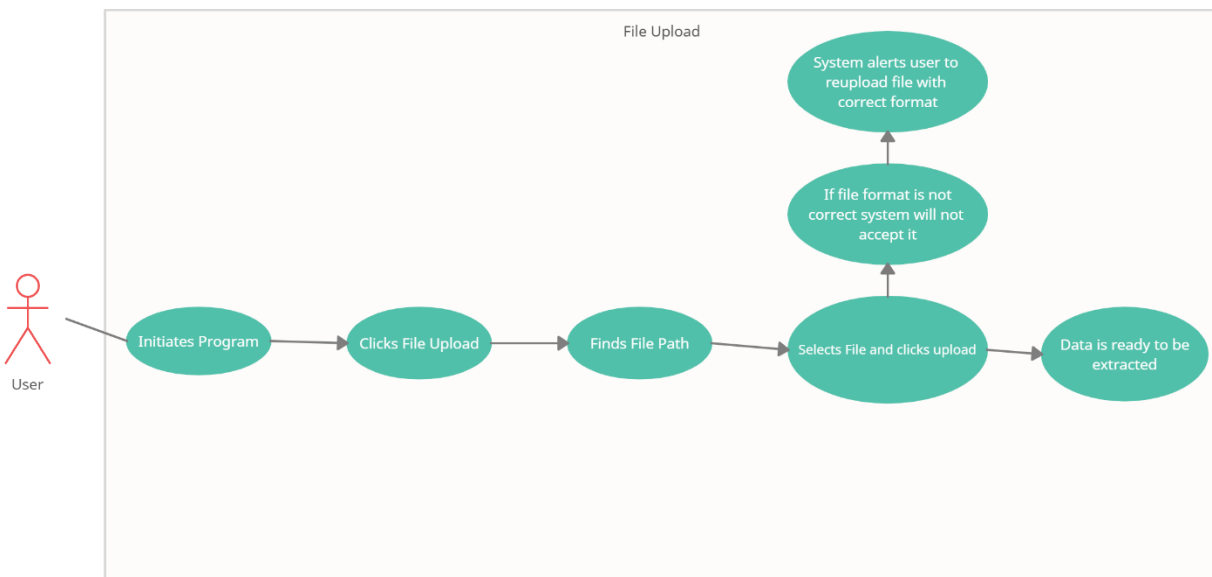 File Upload
System alerts user to
reupload file with
correct format
If file format is not
correct system will not
accept it
User
Initiates Program
Clicks File Upload
Finds File Path
Selects File and clicks upload
Data is ready to be
extracted